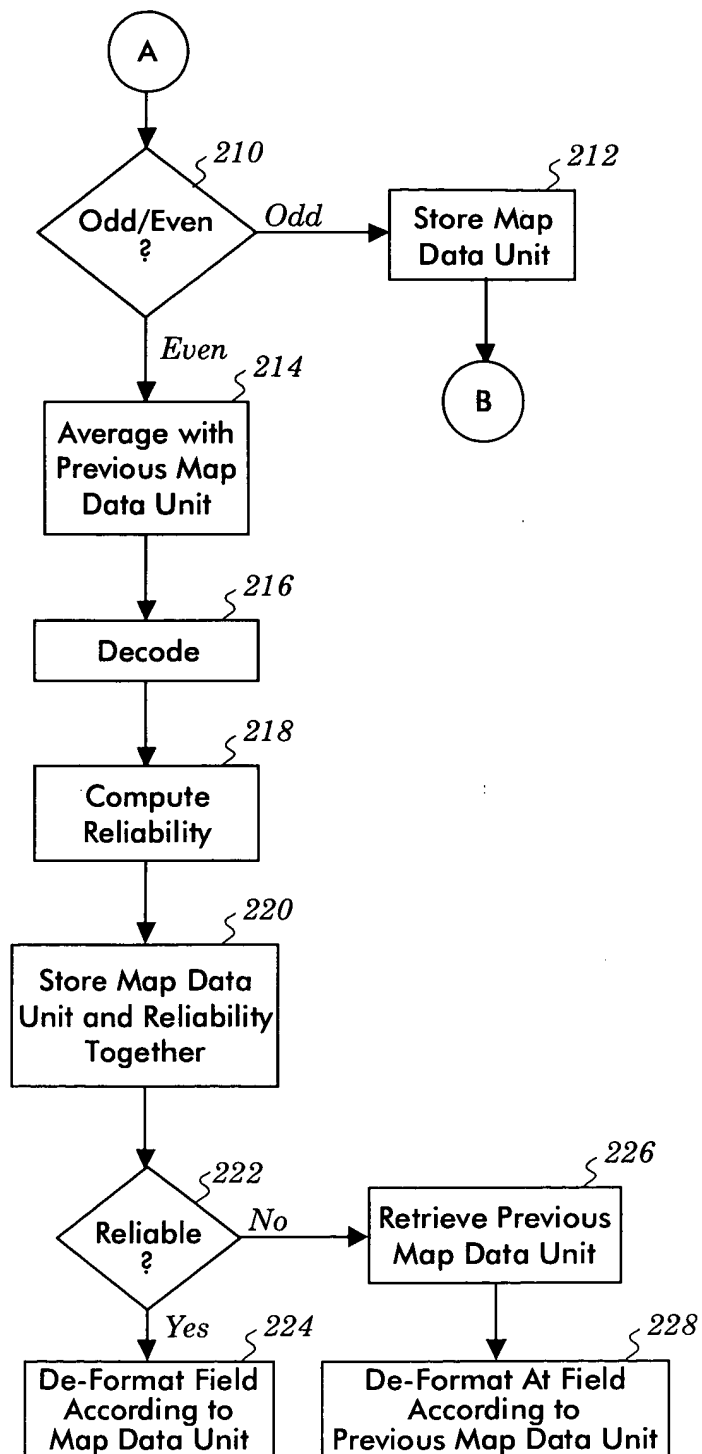 A
210
Odd/Even
?
Odd
212
Store Map
Data Unit
Even
B
214
Average with
Previous Map
Data Unit
216
Decode
218
Compute
Reliability
220
Store Map Data
Unit and Reliability
Together
222
Reliable
?
No
226
Retrieve Previous
Map Data Unit
Yes
224
De-Format Field
According to
Map Data Unit
228
De-Format At Field
According to
Previous Map Data Unit